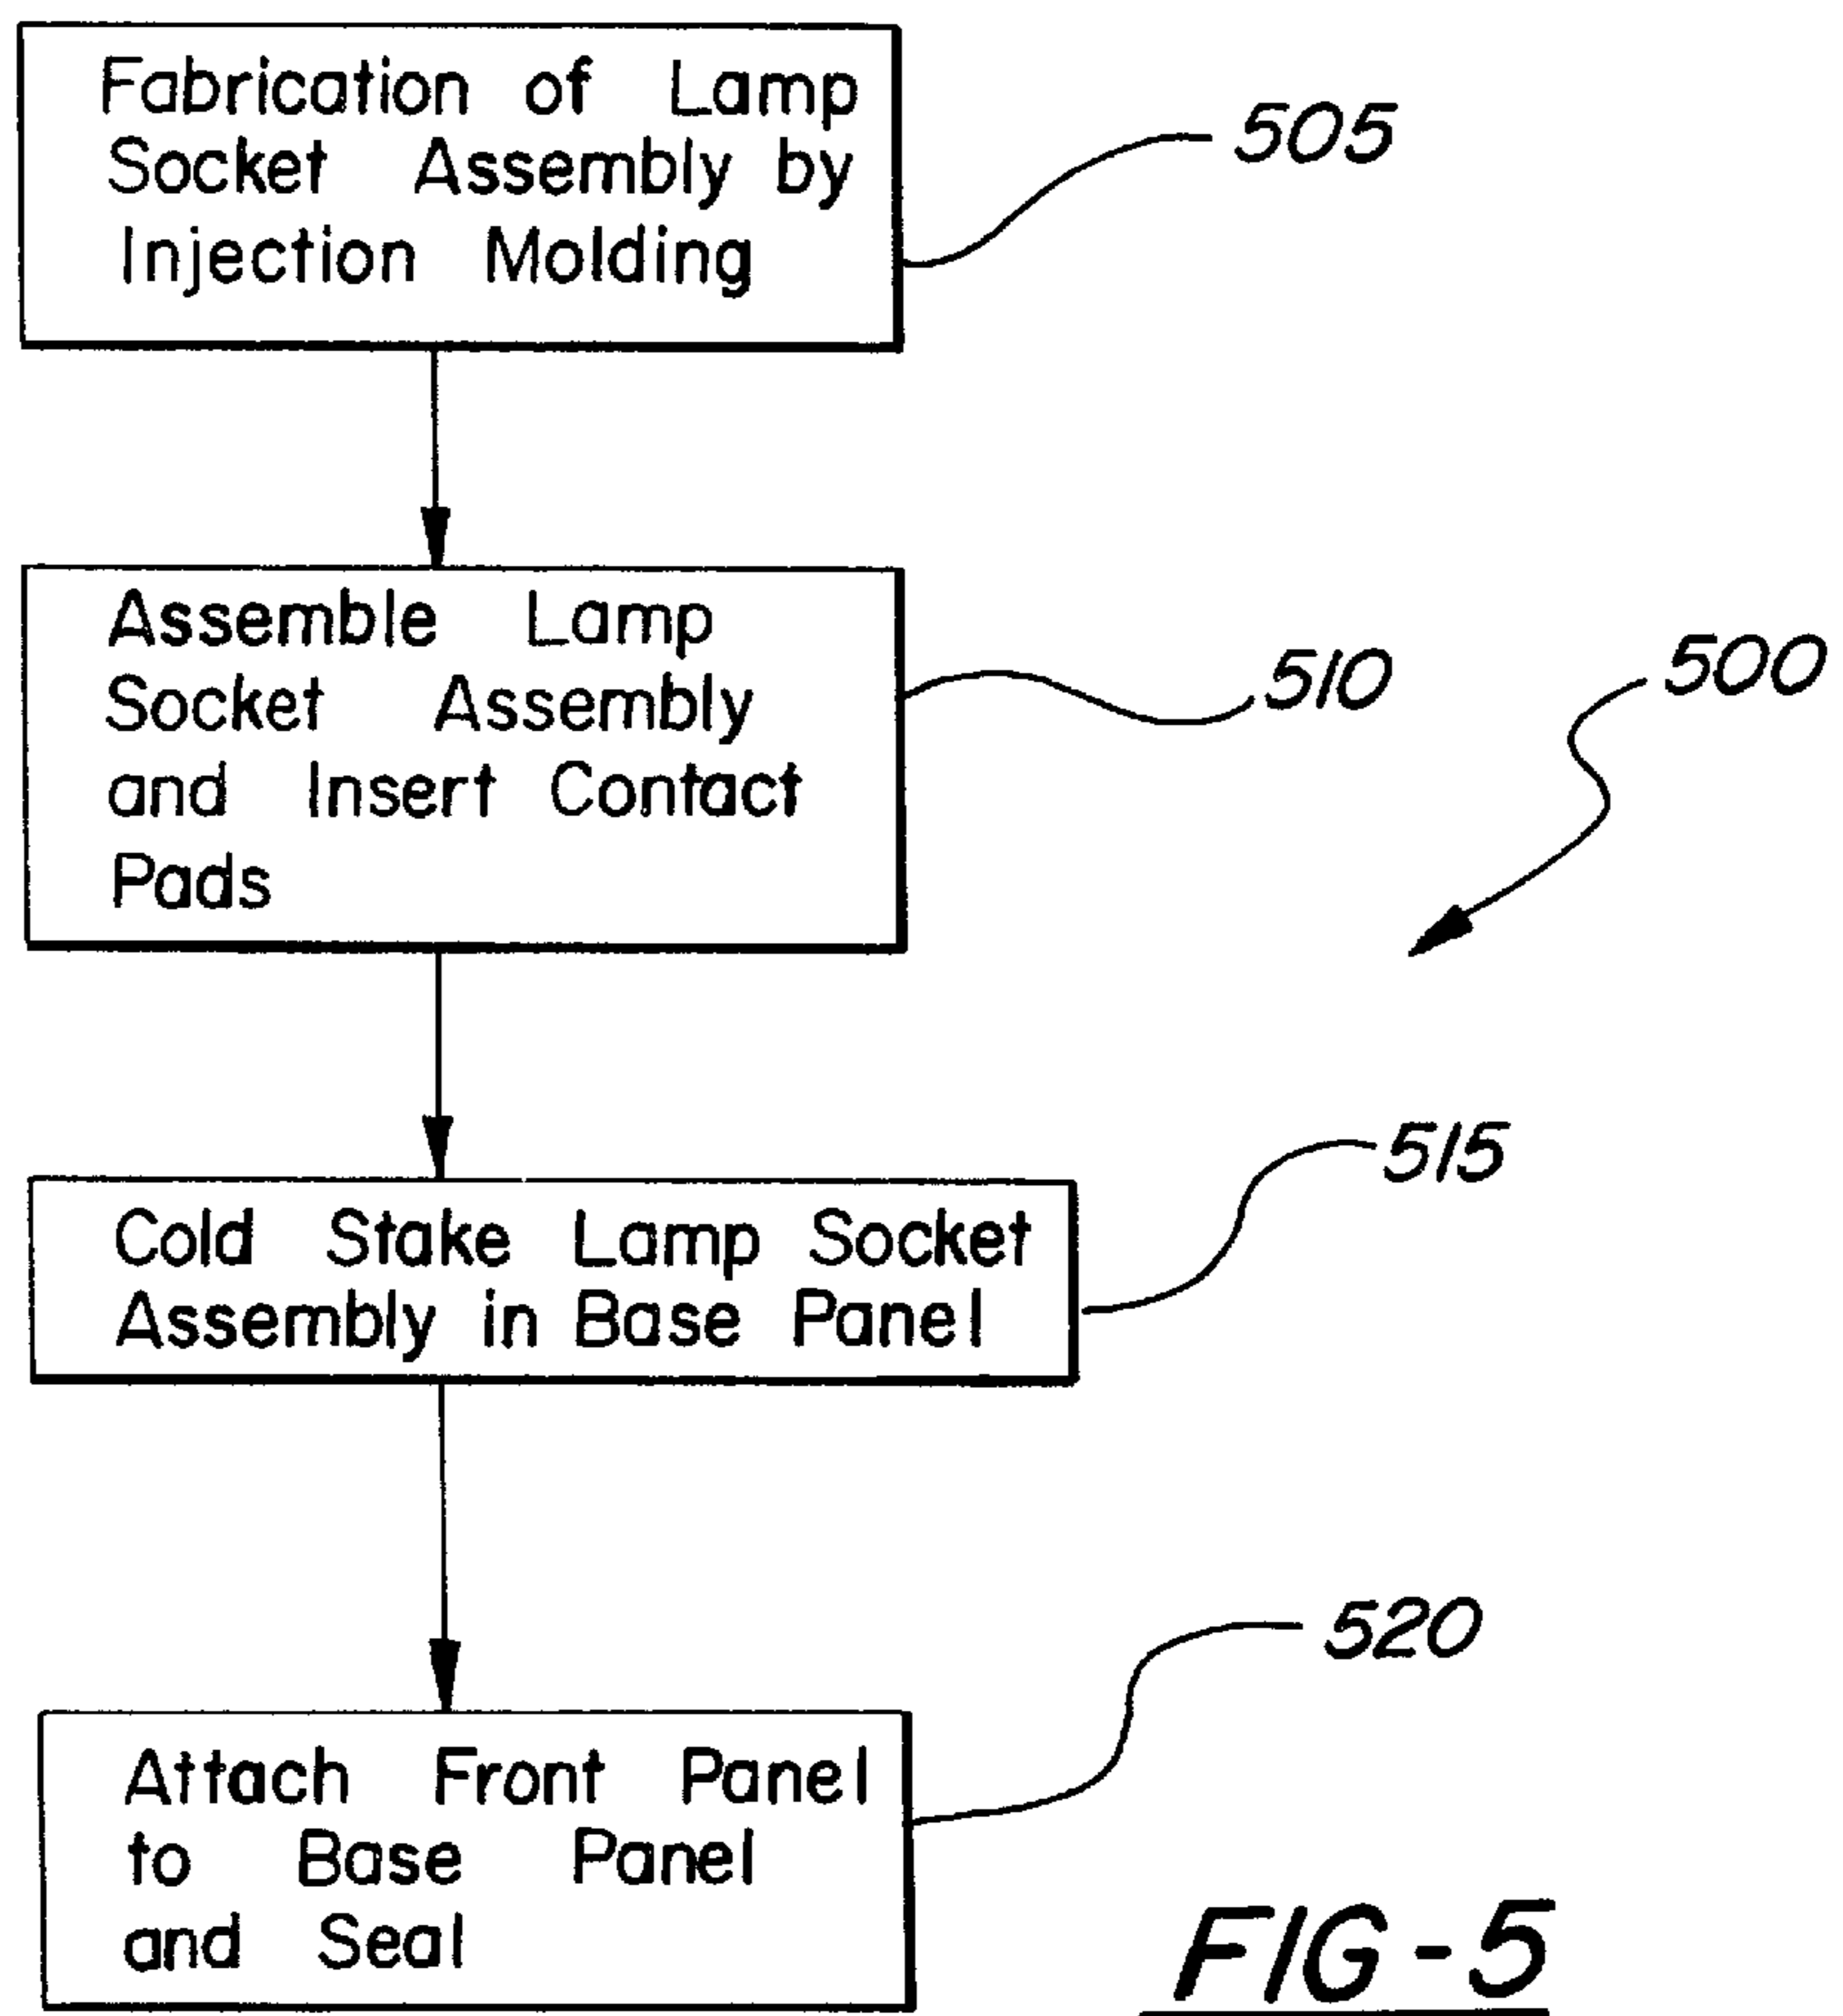 Fabrication of Lamp
Socket Assembly by
Injection Molding
505
Assemble Lamp
Socket Assembly
and Insert Contact
Pads
510
500
Cold Stake Lamp Socket
Assembly in Base Panel
515
Attach Front Panel
to Base Panel
and Seal
520
FIG-5